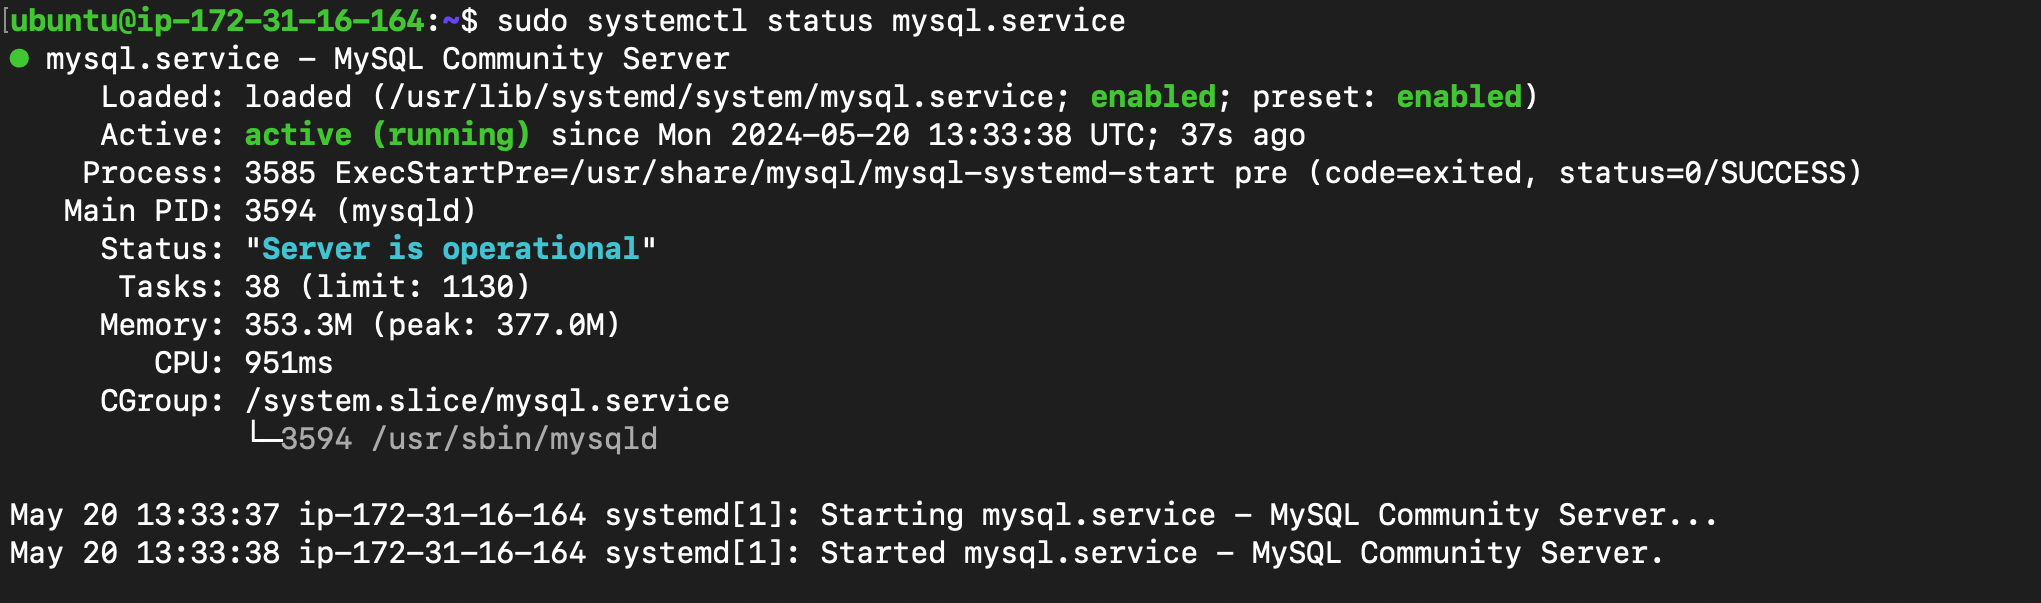 [ubuntu@ip-172-31-16-164:~$ sudo systemctl status mysql.service
● mysql.service – MySQL Community Server
Loaded: loaded (/usr/lib/systemd/system/mysql.service; enabled; preset: enabled)
Active: active (running) since Mon 2024–05–20 13:33:38 UTC; 37s ago
Process: 3585 ExecStartPre=/usr/share/mysql/mysql-systemd-start pre (code=exited, status=0/SUCCESS)
Main PID: 3594 (mysqld)
Status: "Server is operational"
Tasks: 38 (limit: 1130)
Memory: 353.3M (peak: 377.0M)
CPU: 951ms
CGroup: /system.slice/mysql.service
└─3594 /usr/sbin/mysqld
May 20 13:33:37 ip-172-31-16-164 systemd[1]: Starting mysql.service – MySQL Community Server...
May 20 13:33:38 ip-172-31-16-164 systemd[1]: Started mysql.service – MySQL Community Server.